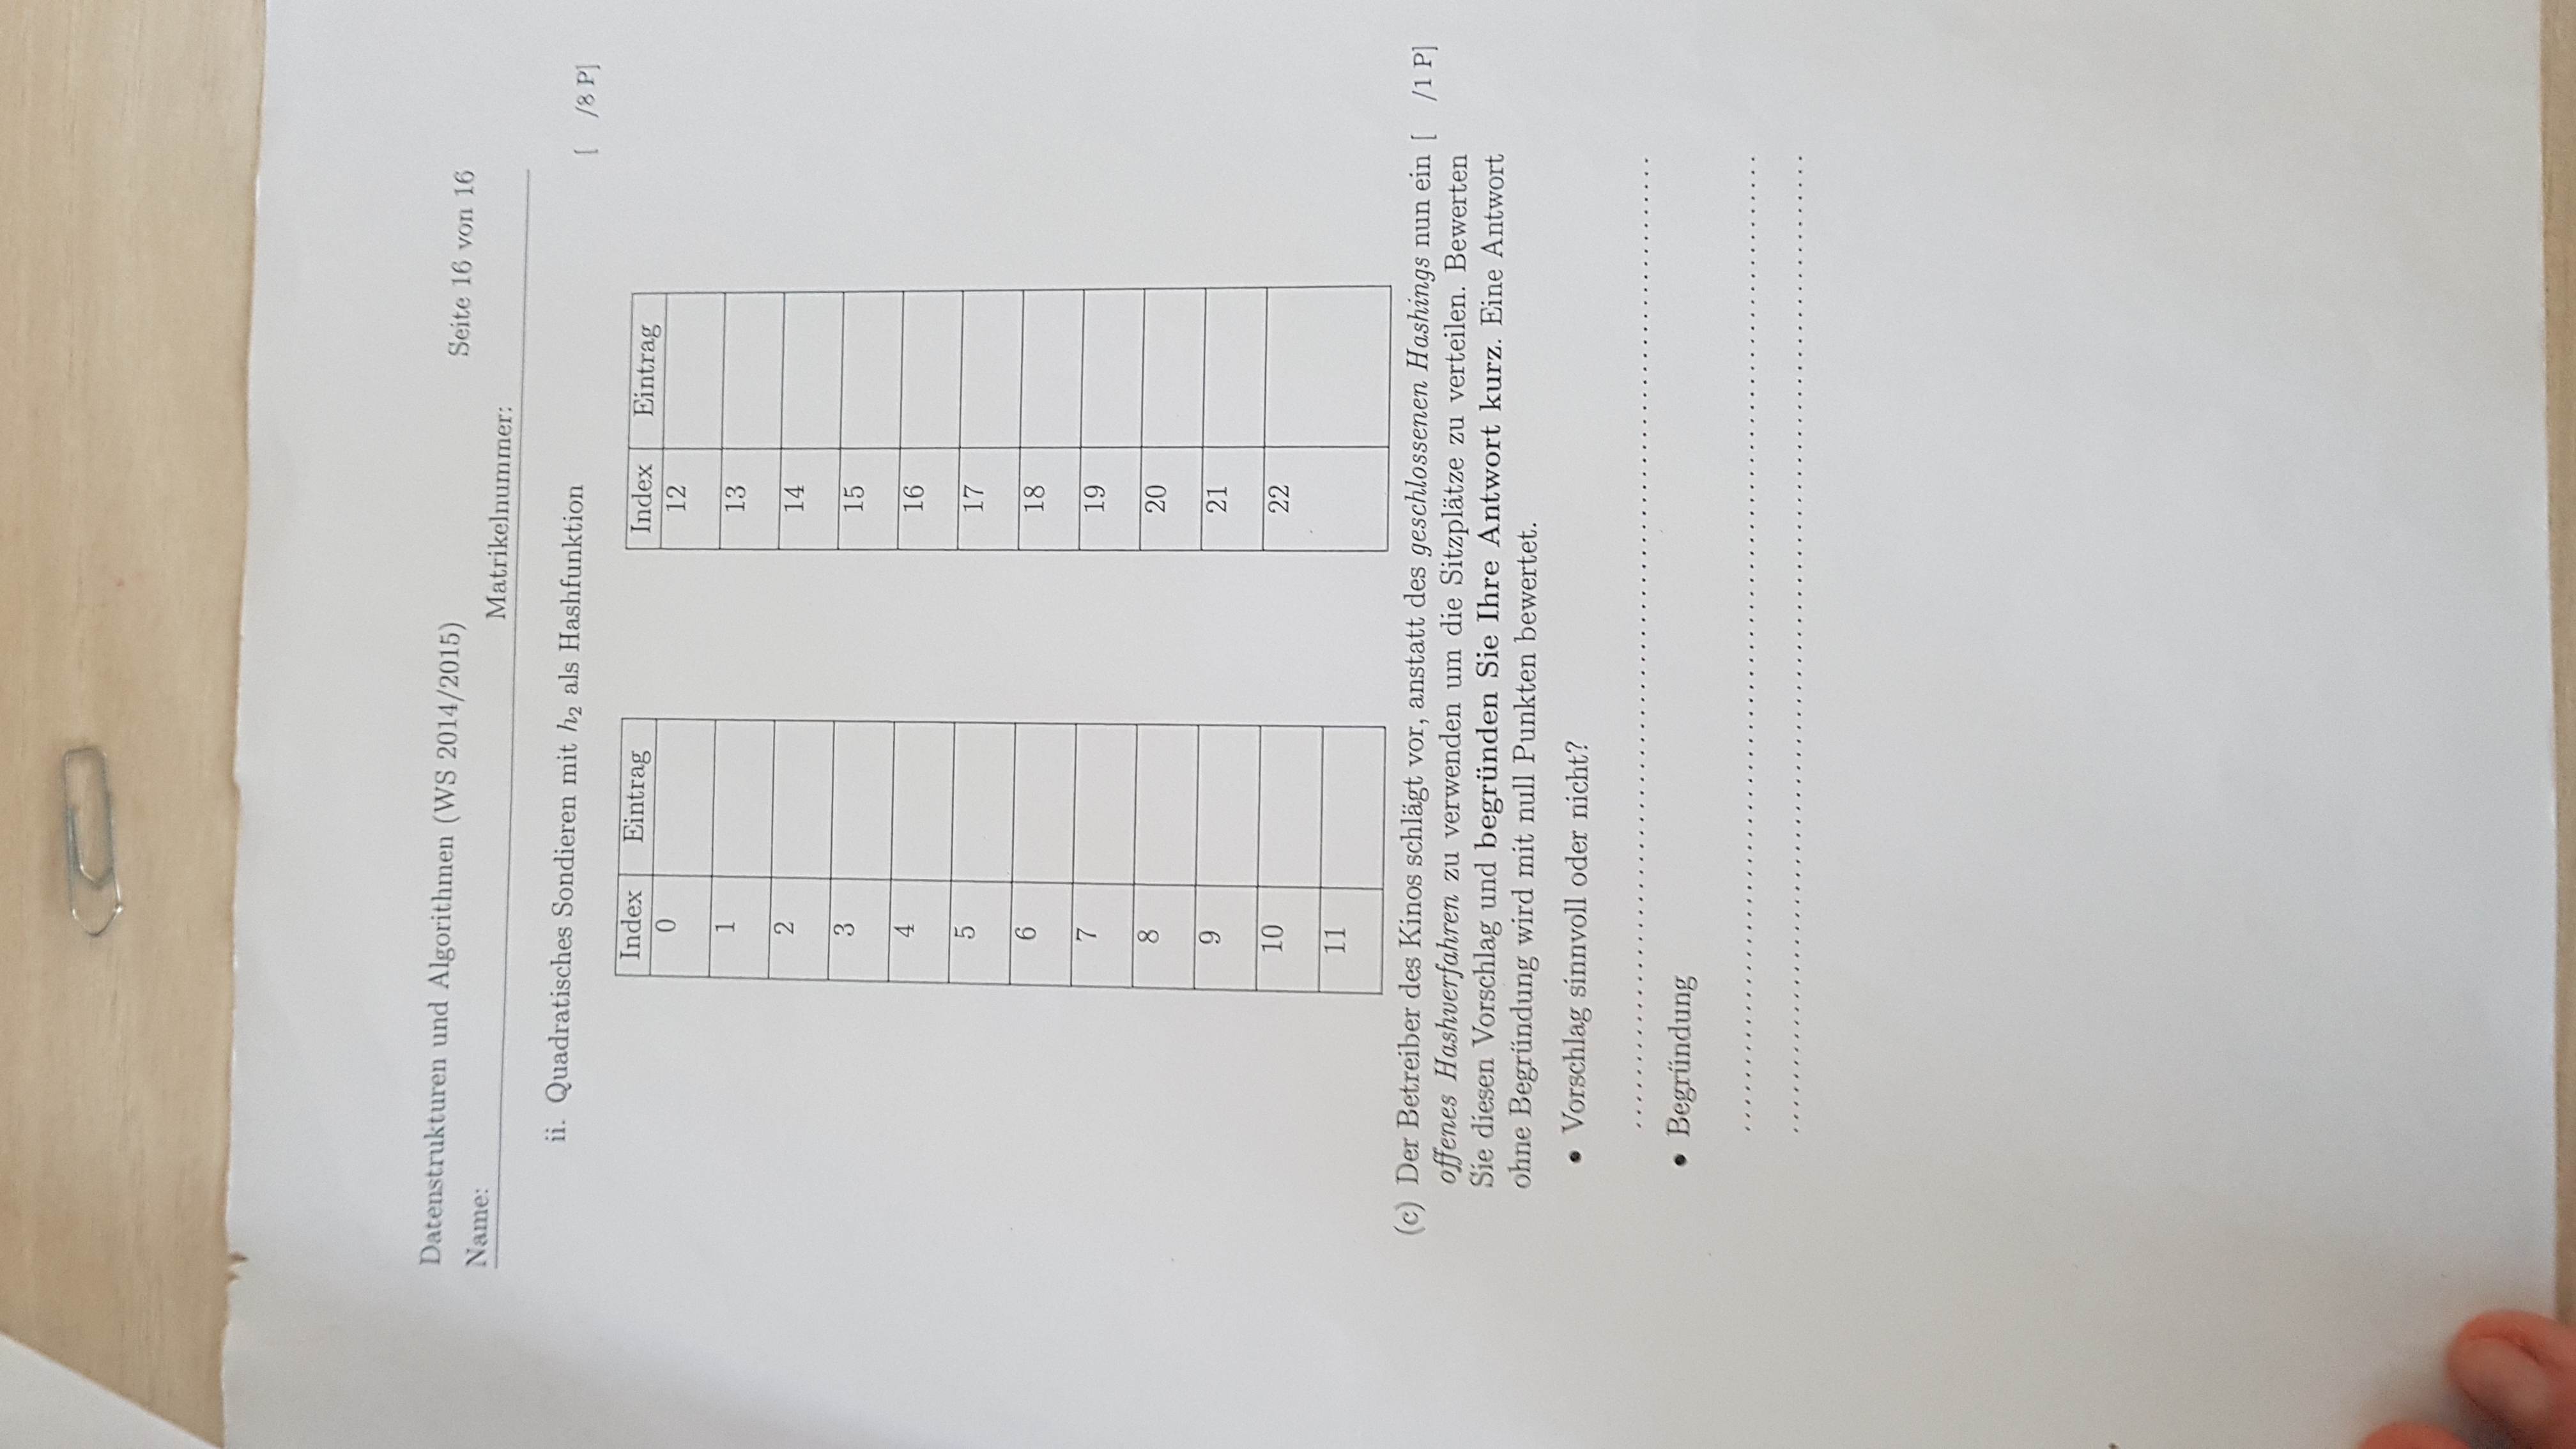 Datenstrukturen und Algorithmen (WS 2014/2015) Seite 16 von 16
Name: Matrikelnummer:
ii. Quadratisches Sondieren mit h₂ als Hashfunktion [ /8 P]
Index Eintrag
0
1
2
3
4
5
6
7
8
9
10
11
Index Eintrag
12
13
14
15
16
17
18
19
20
21
22
(c) Der Betreiber des Kinos schlägt vor, anstatt des geschlossenen Hashings nun ein [ /1 P]
offenes Hashverfahren zu verwenden um die Sitzplätze zu verteilen. Bewerten
Sie diesen Vorschlag und begründen Sie Ihre Antwort kurz. Eine Antwort
ohne Begründung wird mit null Punkten bewertet.
• Vorschlag sinnvoll oder nicht?
• Begründung